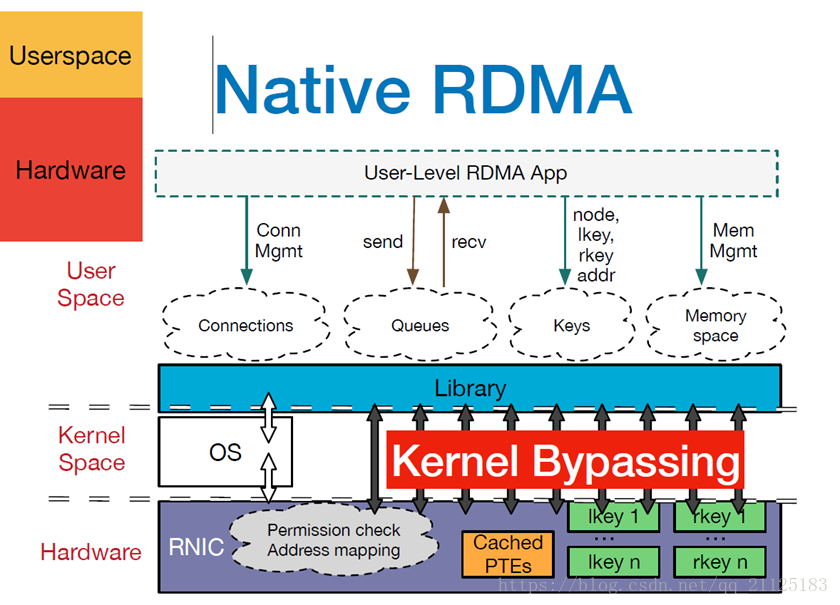 Userspace
Native RDMA
Hardware
User-Level RDMA App
Conn
Mgmt
send
recv
node,
lkey,
rkey
addr
Mem
Mgmt
User
Space
Connections
Queues
Keys
Memory
space
Library
Kernel
Space
OS
Kernel Bypassing
Hardware
RNIC
Permission check
Address mapping
Cached
PTEs
lkey 1
...
lkey n
rkey 1
...
rkey n
https://blog.csdn.net/qq_21125183